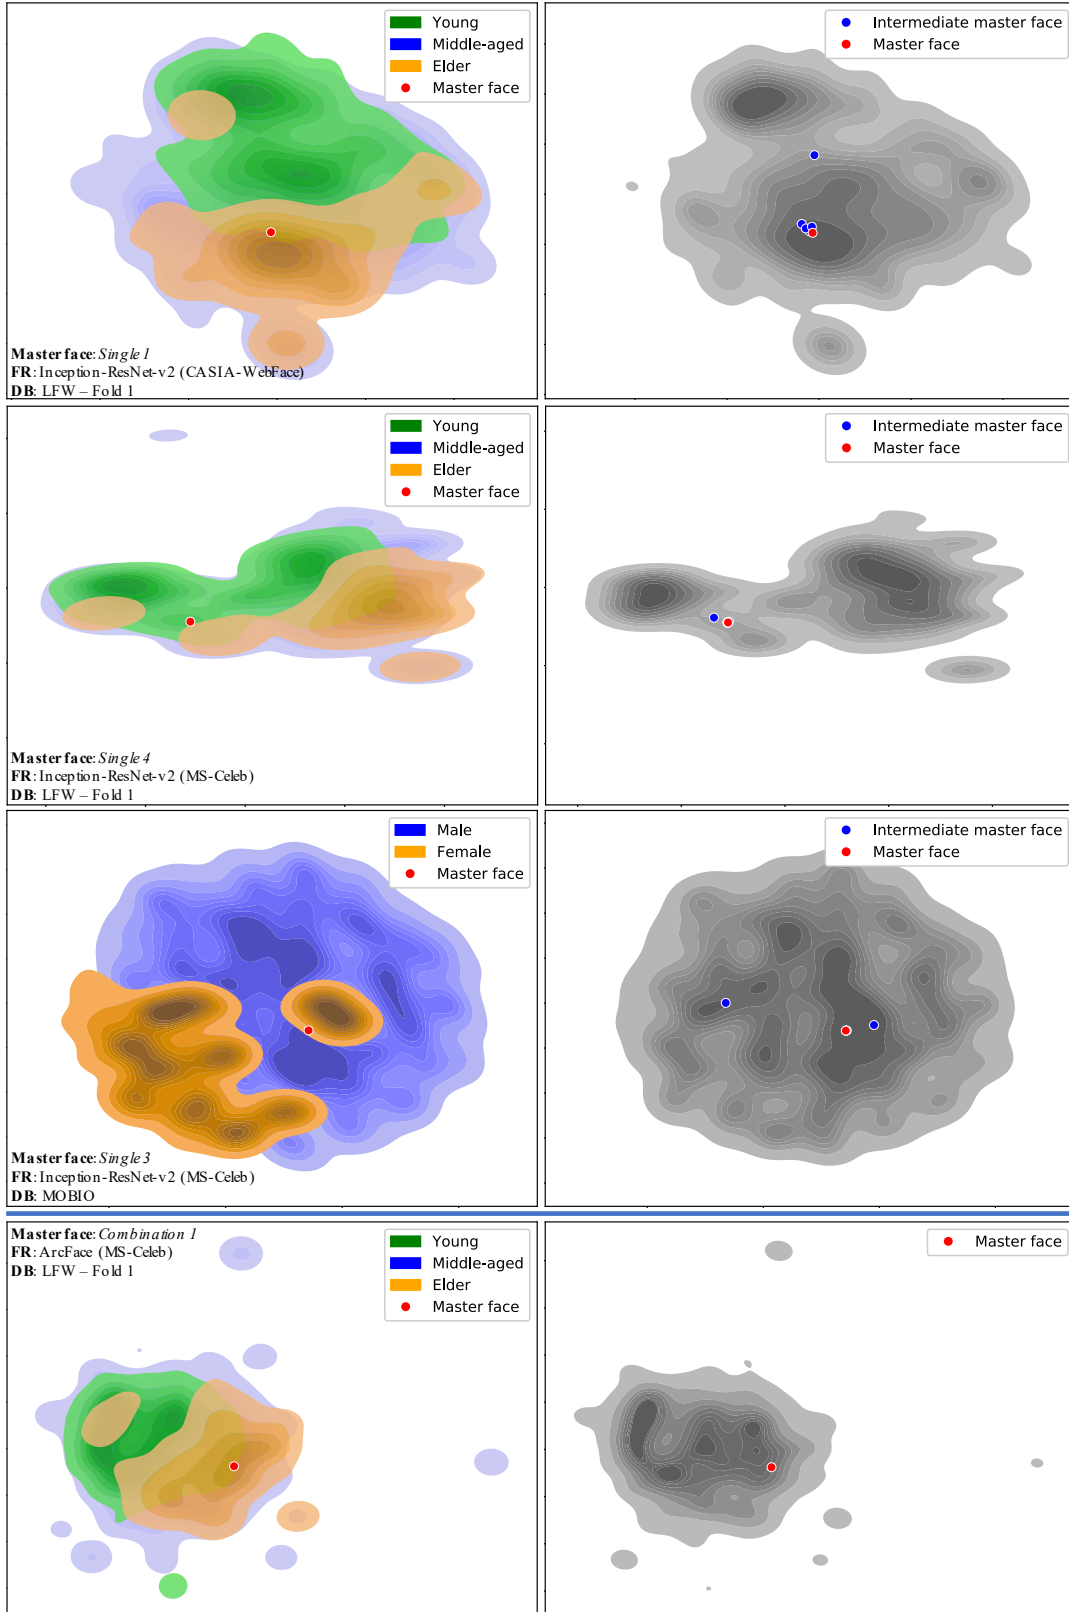 Young
Middle-aged
Elder
Master face
Intermediate master face
Master face
Master face: Single 1
FR: Inception-ResNet-v2 (CASIA-WebFace)
DB: LFW – Fold 1
Young
Middle-aged
Elder
Master face
Intermediate master face
Master face
Master face: Single 4
FR: Inception-ResNet-v2 (MS-Celeb)
DB: LFW – Fold 1
Male
Female
Master face
Intermediate master face
Master face
Master face: Single 3
FR: Inception-ResNet-v2 (MS-Celeb)
DB: MOBIO
Master face: Combination 1
FR: ArcFace (MS-Celeb)
DB: LFW – Fold 1
Young
Middle-aged
Elder
Master face
Master face